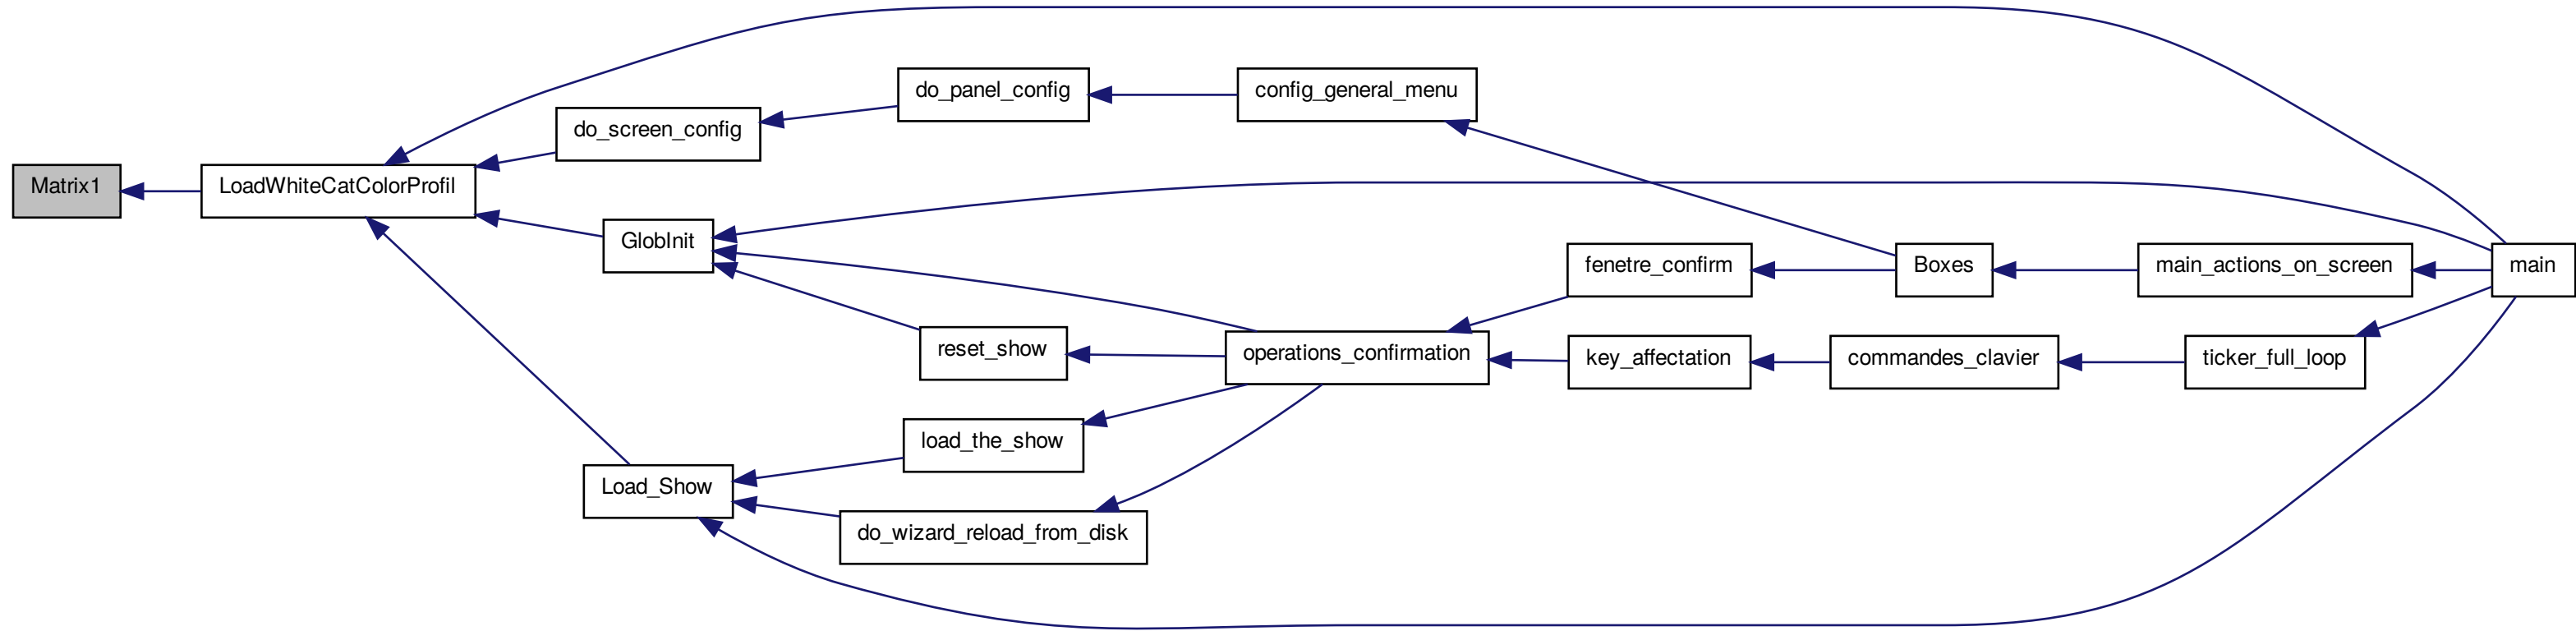 Matrix1
LoadWhiteCatColorProfil
do_screen_config
do_panel_config
config_general_menu
GlobInit
fenetre_confirm
Boxes
main_actions_on_screen
main
reset_show
operations_confirmation
key_affectation
commandes_clavier
ticker_full_loop
load_the_show
Load_Show
do_wizard_reload_from_disk